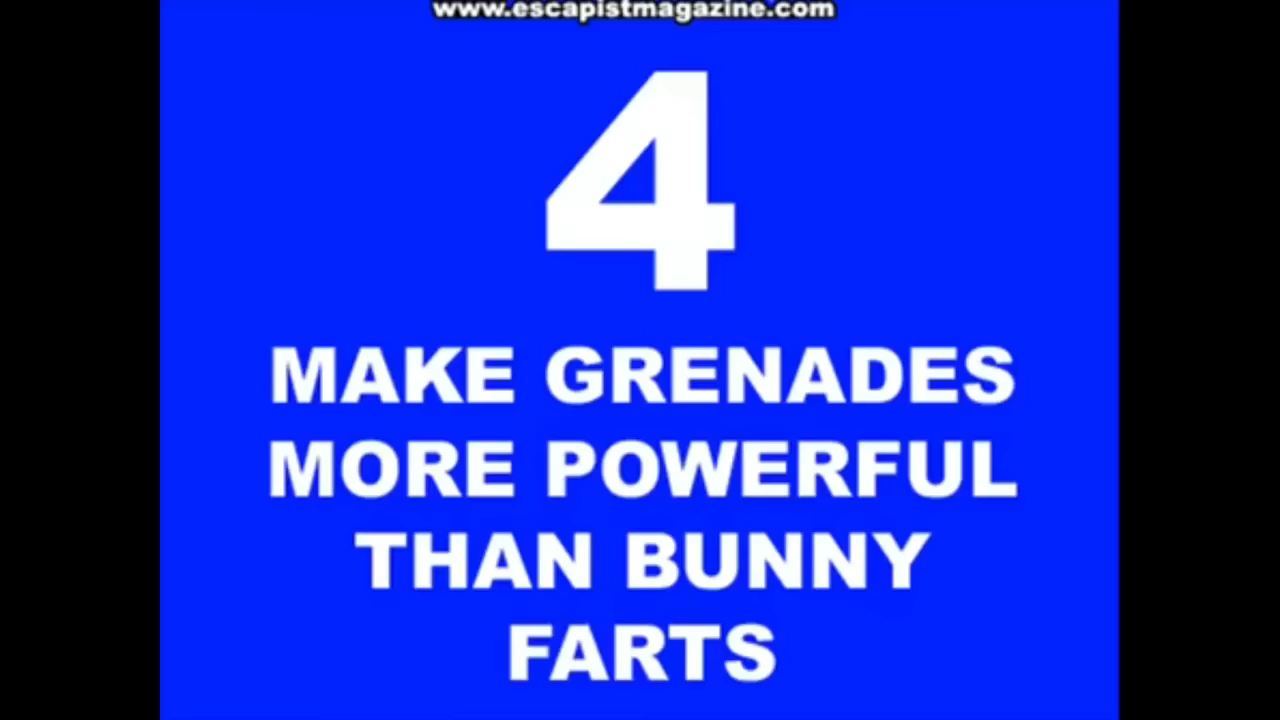 www.escapistmagazine.com
4
MAKE GRENADES
MORE POWERFUL
THAN BUNNY
FARTS